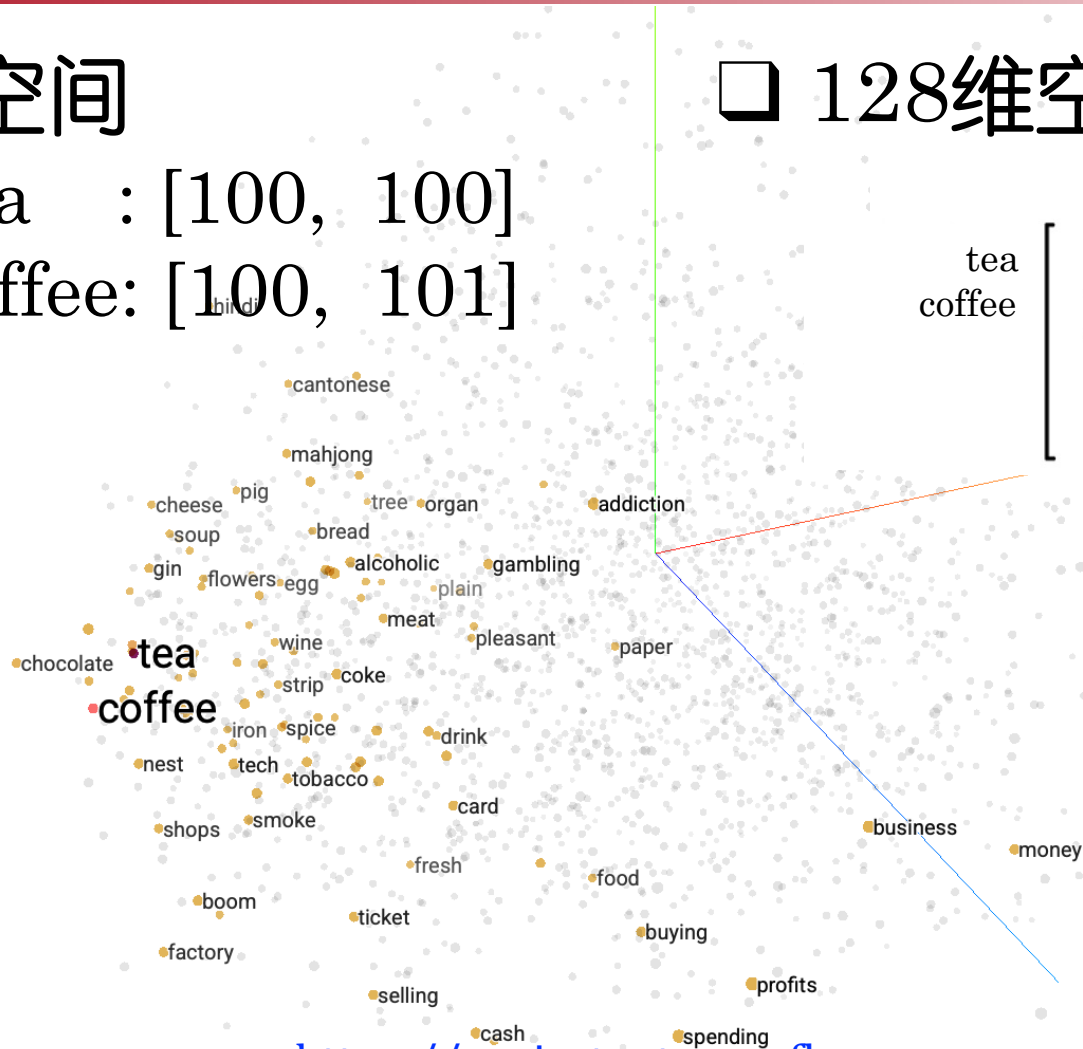 空间
❑ 128维空
a : [100, 100]
ffee: [100, 101]
tea
coffee
hindi
cantonese
mahjong
pig
cheese
tree
organ
addiction
soup
bread
gin
flowers
egg
alcoholic
gambling
plain
meat
pleasant
wine
paper
chocolate
tea
coke
strip
coffee
iron
spice
drink
nest
tech
tobacco
card
shops
smoke
business
money
fresh
food
boom
ticket
buying
factory
profits
selling
cash
spending